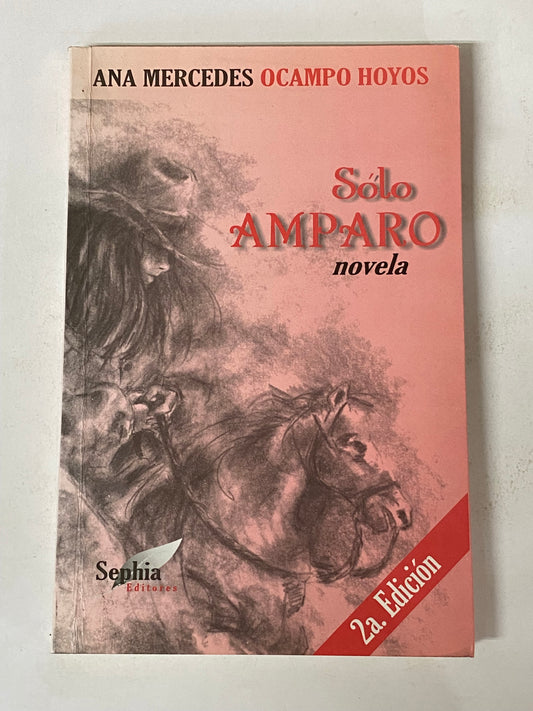 ANA MERCEDES OCAMPO HOYOS
Sólo
AMPARO
novela
Sephia
Editores
2a. Edición